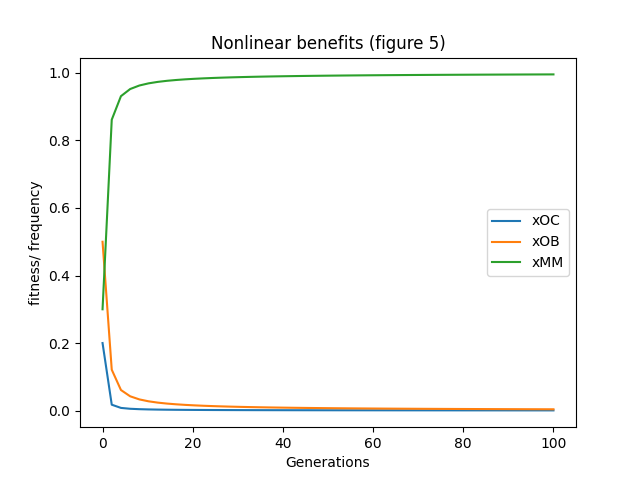 Nonlinear benefits (figure 5)
1.0
0.8
0.6
0.4
0.2
0.0
fitness/ frequency
xOC
xOB
xMM
0 20 40 60 80 100
Generations